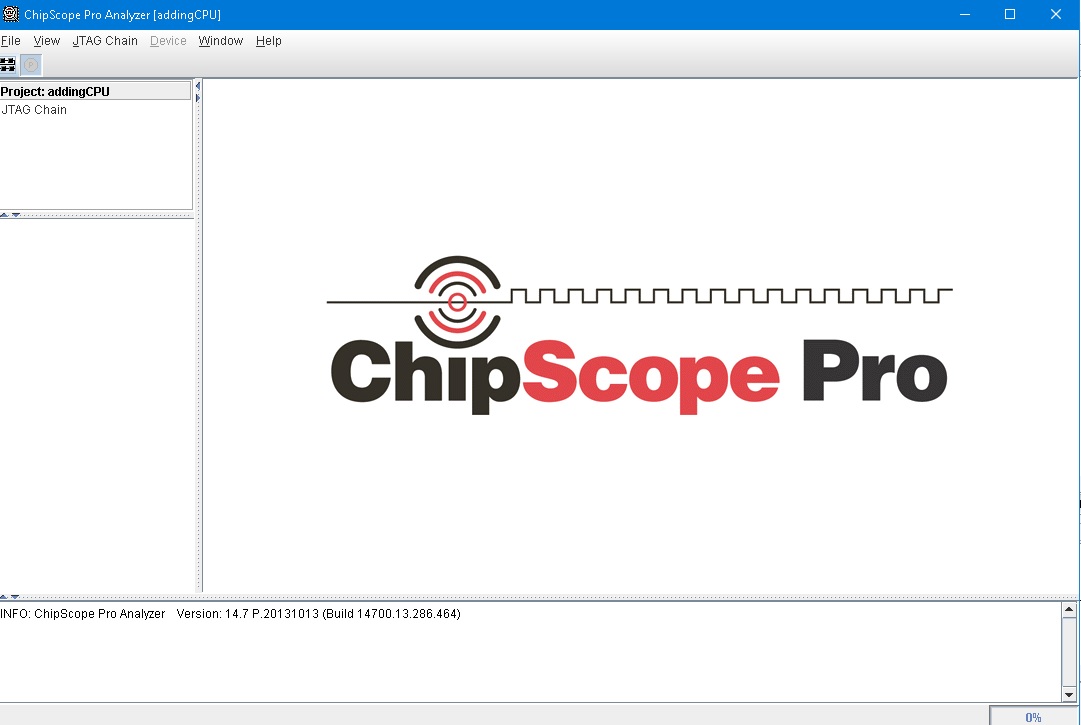 ChipScope Pro Analyzer [addingCPU]
File View JTAG Chain Device Window Help
Project: addingCPU
JTAG Chain
ChipScope Pro
INFO: ChipScope Pro Analyzer Version: 14.7 P.20131013 (Build 14700.13.286.464)
0%